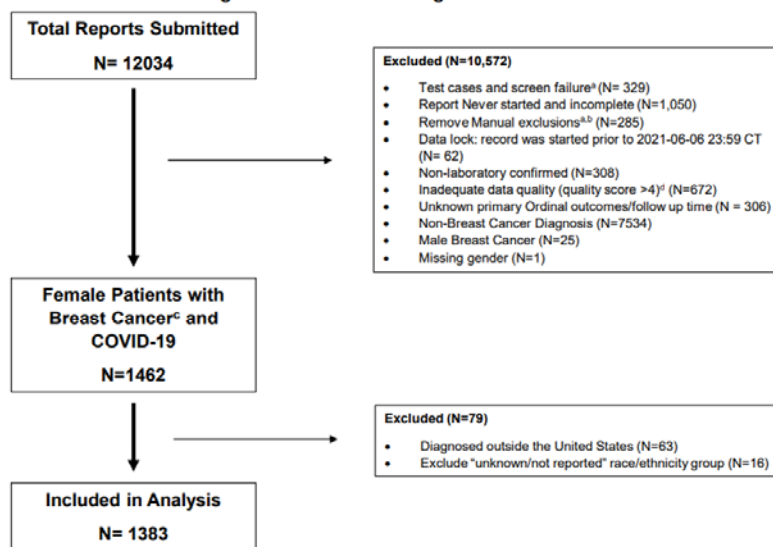 Total Reports Submitted
N= 12034
Excluded (N=10,572)
• Test cases and screen failureᵃ (N= 329)
• Report Never started and incomplete (N=1,050)
• Remove Manual exclusionsᵃ,ᵇ (N=285)
• Data lock: record was started prior to 2021-06-06 23:59 CT
(N= 62)
• Non-laboratory confirmed (N=308)
• Inadequate data quality (quality score >4)ᵈ (N=672)
• Unknown primary Ordinal outcomes/follow up time (N = 306)
• Non-Breast Cancer Diagnosis (N=7534)
• Male Breast Cancer (N=25)
• Missing gender (N=1)
Female Patients with
Breast Cancerᶜ and
COVID-19
N=1462
Excluded (N=79)
• Diagnosed outside the United States (N=63)
• Exclude "unknown/not reported" race/ethnicity group (N=16)
Included in Analysis
N= 1383